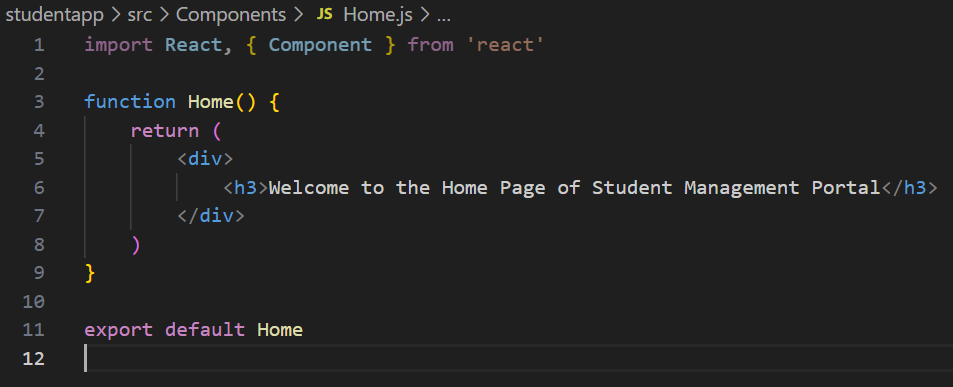 studentapp > src > Components > JS Home.js > ...
1 import React, { Component } from 'react'
2
3 function Home() {
4 return (
5 <div>
6 <h3>Welcome to the Home Page of Student Management Portal</h3>
7 </div>
8 )
9 }
10
11 export default Home
12